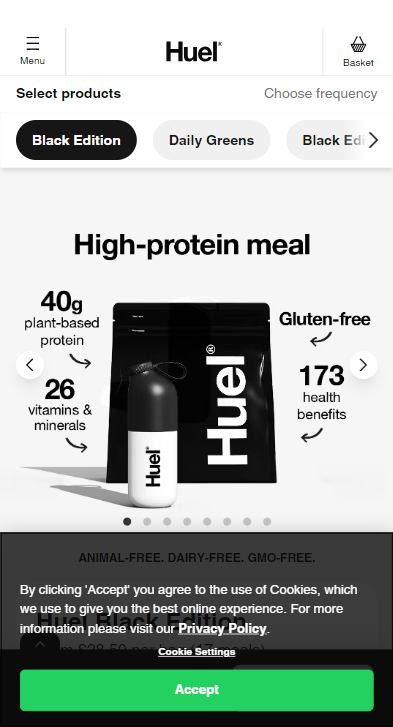 Menu
Huel®
Basket
Select products
Choose frequency
Black Edition
Daily Greens
Black Edi
High-protein meal
40g
plant-based
protein
Gluten-free
26
vitamins &
minerals
173
health
benefits
Huel®
Huel®
ANIMAL-FREE. DAIRY-FREE. GMO-FREE.
Huel Black Edition
By clicking 'Accept' you agree to the use of Cookies, which
we use to give you the best online experience. For more
information please visit our Privacy Policy.
Cookie Settings
Accept